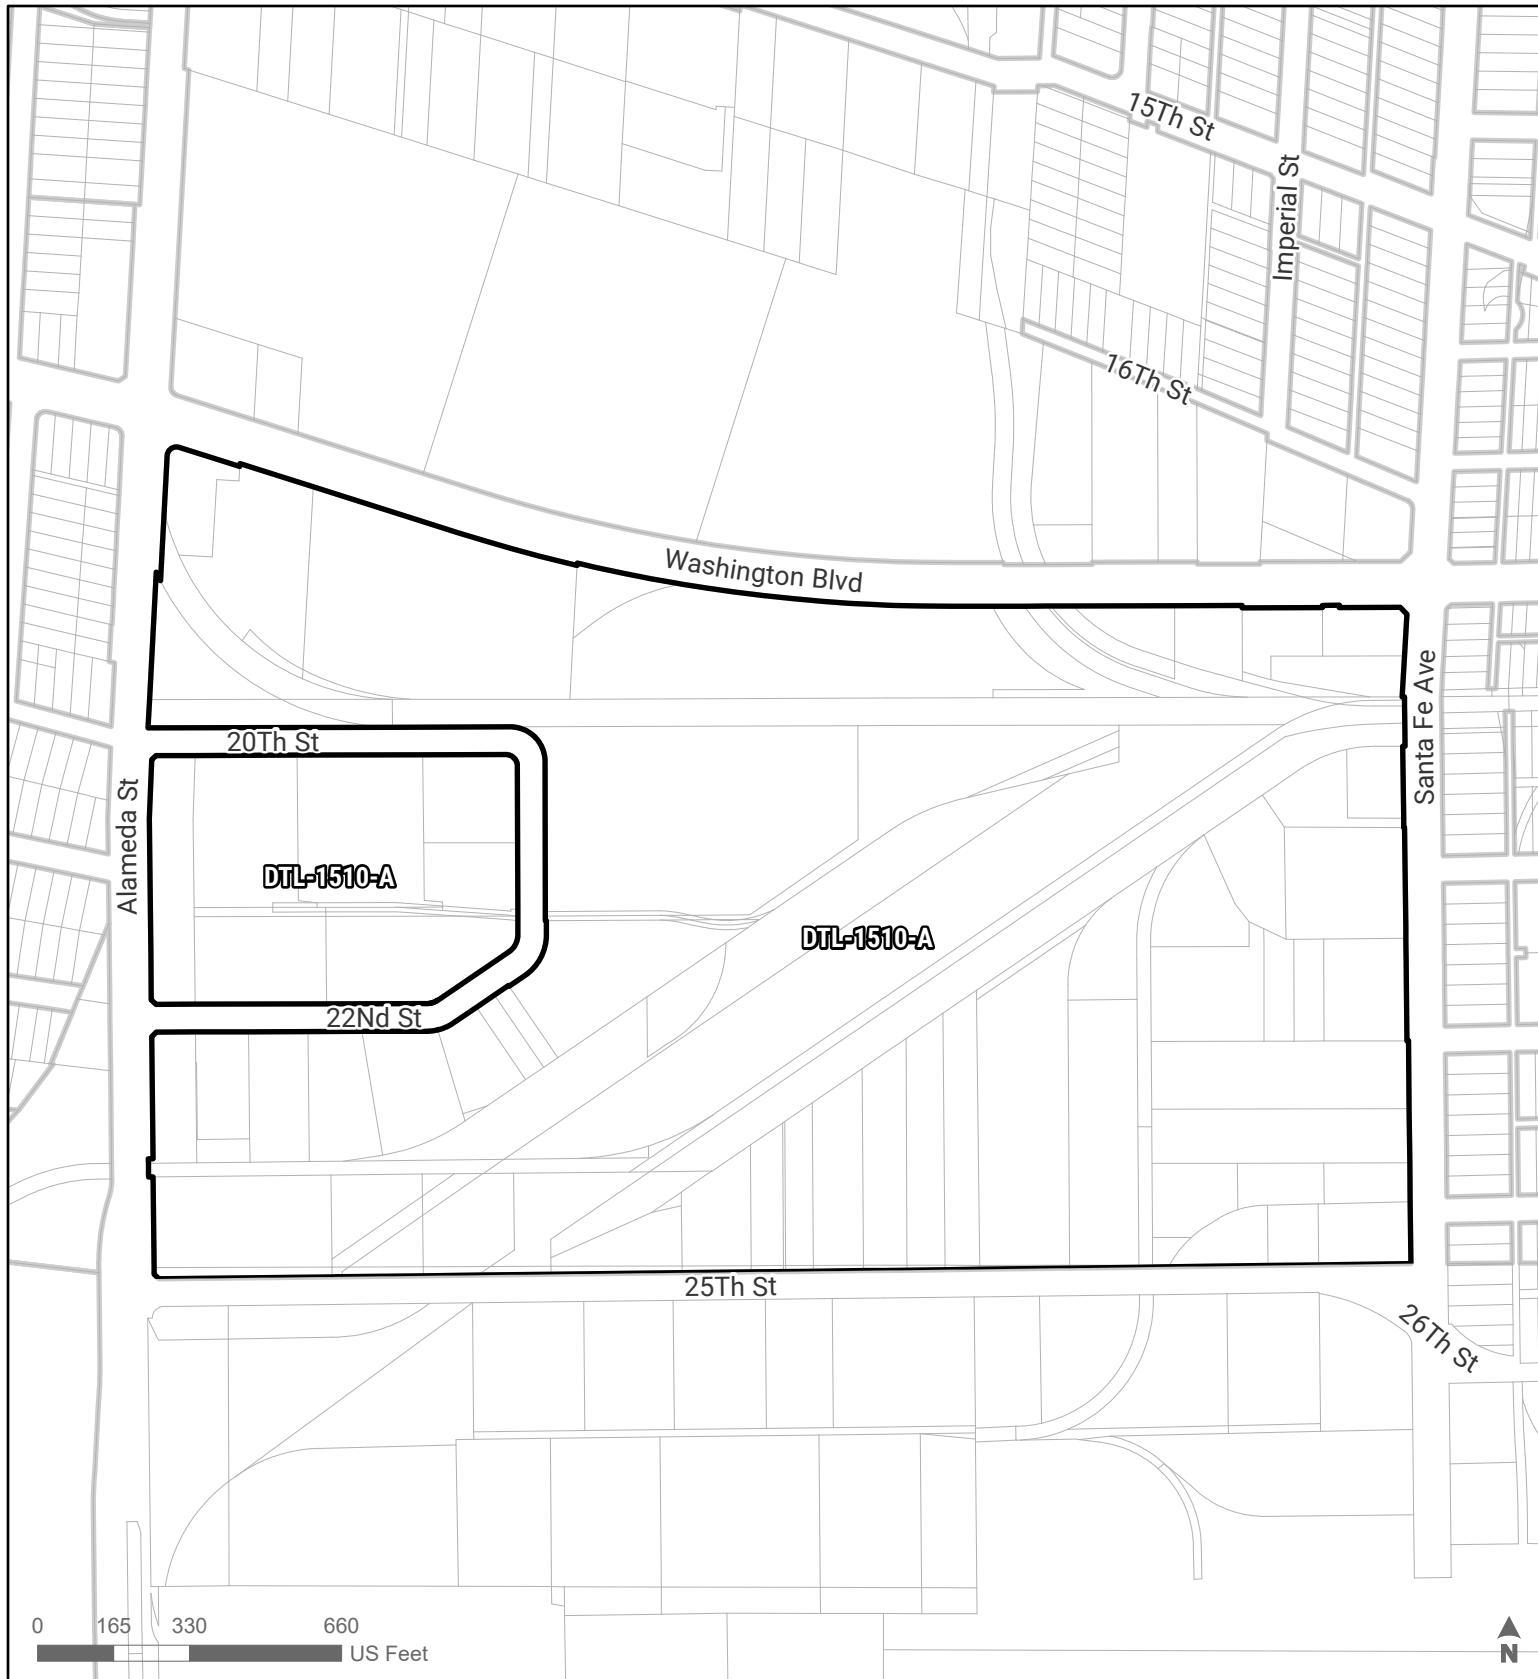 15Th St
Imperial St
16Th St
Washington Blvd
Santa Fe Ave
20Th St
Alameda St
DTL-1510-A
DTL-1510-A
22Nd St
25Th St
26Th St
0 165 330 660
US Feet
N